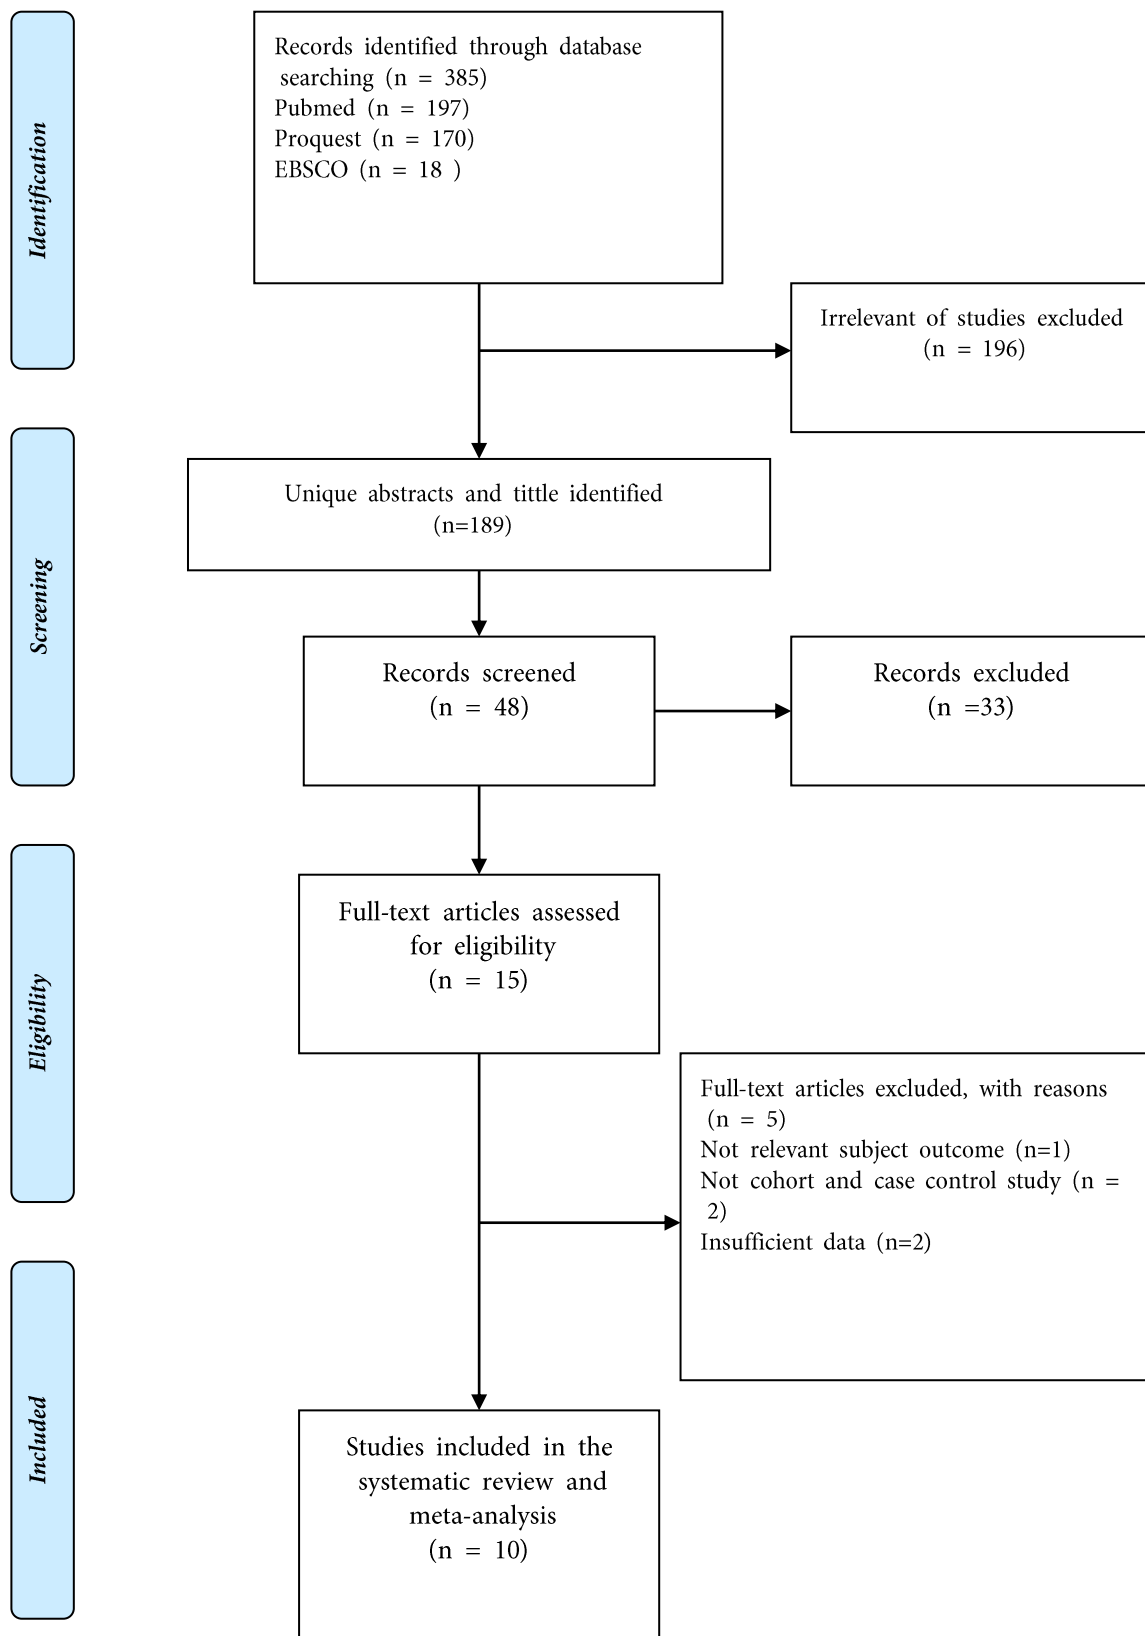 Identification
Records identified through database
searching (n = 385)
Pubmed (n = 197)
Proquest (n = 170)
EBSCO (n = 18 )
Irrelevant of studies excluded
(n = 196)
Screening
Unique abstracts and tittle identified
(n=189)
Records screened
(n = 48)
Records excluded
(n =33)
Eligibility
Full-text articles assessed
for eligibility
(n = 15)
Full-text articles excluded, with reasons
(n = 5)
Not relevant subject outcome (n=1)
Not cohort and case control study (n =
2)
Insufficient data (n=2)
Included
Studies included in the
systematic review and
meta-analysis
(n = 10)